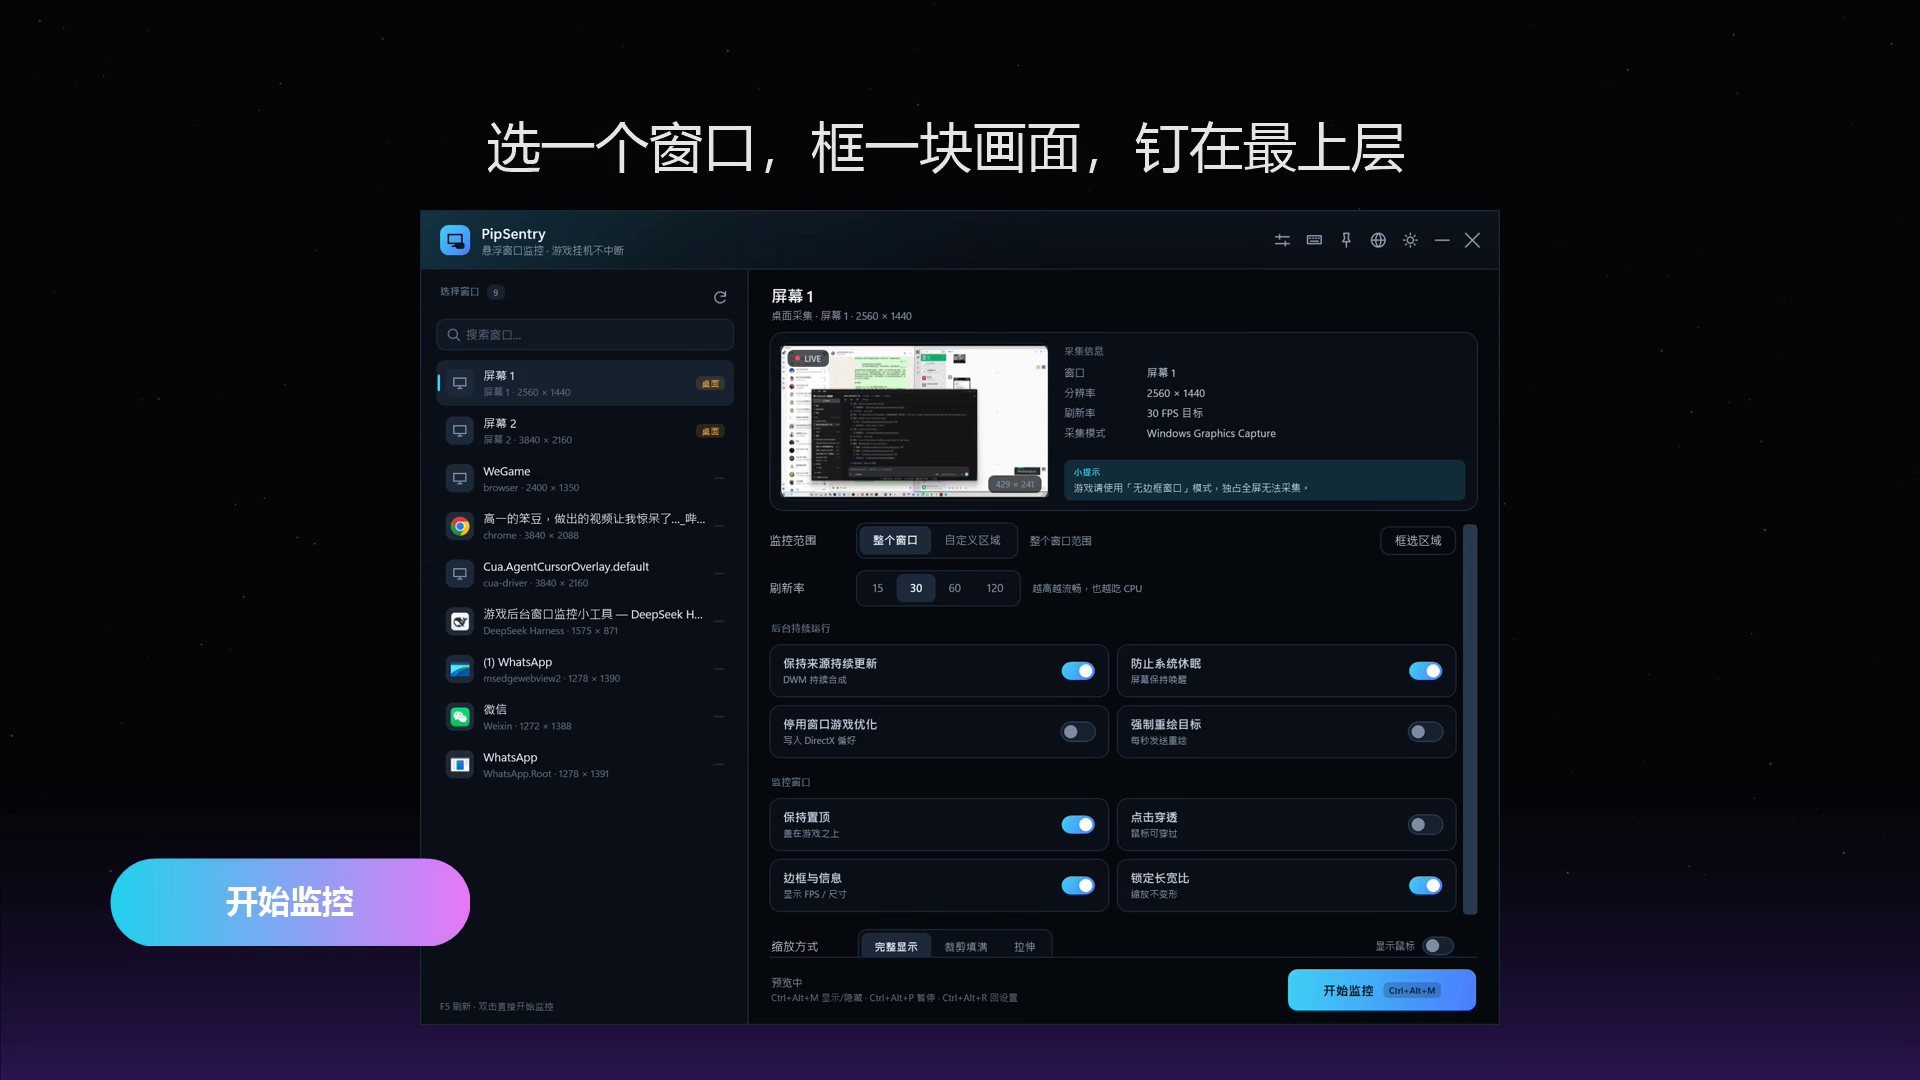 选一个窗口，框一块画面，钉在最上层
PipSentry
悬浮窗口监控 · 游戏挂机不中断
选择窗口 9
搜索窗口...
屏幕 1
屏幕 1 · 2560 × 1440
桌面
屏幕 2
屏幕 2 · 3840 × 2160
桌面
WeGame
browser · 2400 × 1350
高一的笨豆，做出的视频让我惊呆了..._哔...
chrome · 3840 × 2088
Cua.AgentCursorOverlay.default
cua-driver · 3840 × 2160
游戏后台窗口监控小工具 — DeepSeek H...
DeepSeek Harness · 1575 × 871
(1) WhatsApp
msedgewebview2 · 1278 × 1390
微信
Weixin · 1272 × 1388
WhatsApp
WhatsApp.Root · 1278 × 1391
F5 刷新 · 双击直接开始监控
开始监控
屏幕 1
桌面采集 · 屏幕 1 · 2560 × 1440
LIVE
429 × 241
采集信息
窗口 屏幕 1
分辨率 2560 × 1440
刷新率 30 FPS 目标
采集模式 Windows Graphics Capture
小提示
游戏请使用「无边框窗口」模式，独占全屏无法采集。
监控范围 整个窗口 自定义区域 整个窗口范围 框选区域
刷新率 15 30 60 120 越高越流畅，也越吃 CPU
后台持续运行
保持来源持续更新
DWM 持续合成
防止系统休眠
屏幕保持唤醒
停用窗口游戏优化
写入 DirectX 偏好
强制重绘目标
每秒发送重绘
监控窗口
保持置顶
盖在游戏之上
点击穿透
鼠标可穿过
边框与信息
显示 FPS / 尺寸
锁定长宽比
缩放不变形
缩放方式 完整显示 裁剪填满 拉伸 显示鼠标
预览中
Ctrl+Alt+M 显示/隐藏 · Ctrl+Alt+P 暂停 · Ctrl+Alt+R 回设置
开始监控 Ctrl+Alt+M